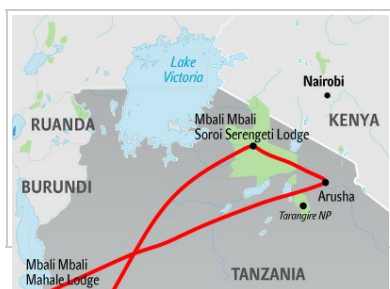 Lake
Victoria
Nairobi
Mbali Mbali
Soroi Serengeti Lodge
KENYA
RUANDA
BURUNDI
Arusha
Tarangire NP
Mbali Mbali
Mahale Lodge
TANZANIA